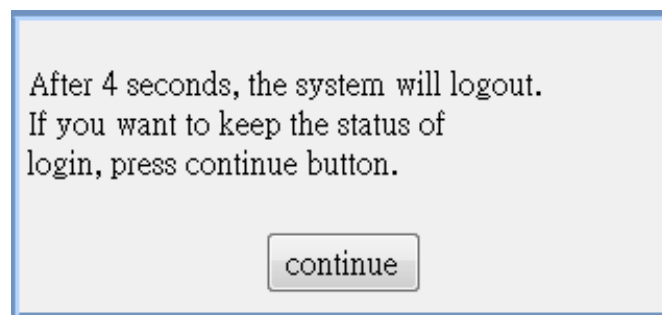 After 4 seconds, the system will logout.
If you want to keep the status of
login, press continue button.
continue